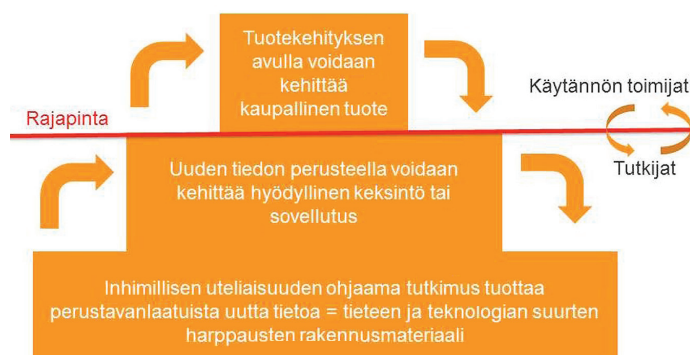 Tuotekehityksen
avulla voidaan
kehittää
kaupallinen tuote
Käytännön toimijat
Rajapinta
Tutkijat
Uuden tiedon perusteella voidaan
kehittää hyödyllinen keksintö tai
sovellutus
Inhimillisen uteliaisuuden ohjaama tutkimus tuottaa
perustavanlaatuista uutta tietoa = tieteen ja teknologian suurten
harppausten rakennusmateriaali